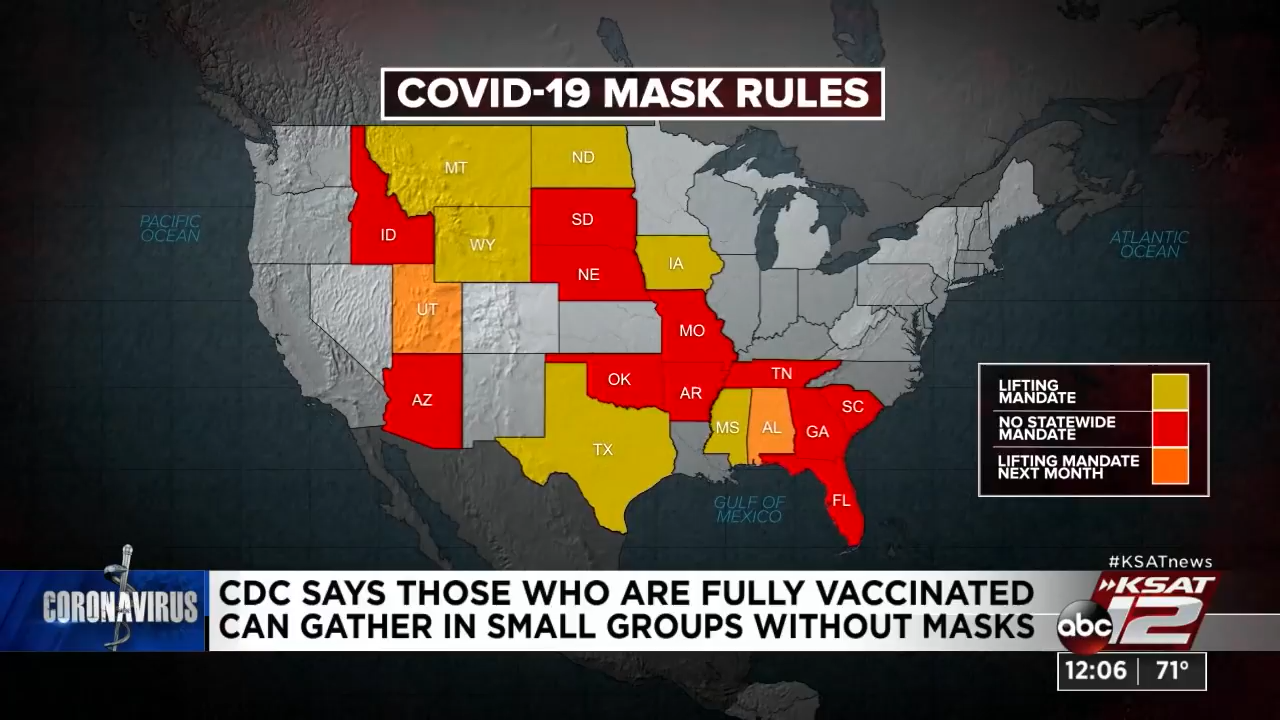 COVID-19 MASK RULES
MT
ND
ID
WY
SD
NE
IA
UT
MO
AZ
OK
AR
TN
TX
MS
AL
GA
SC
FL
PACIFIC
OCEAN
ATLANTIC
OCEAN
GULF OF
MEXICO
LIFTING
MANDATE
NO STATEWIDE
MANDATE
LIFTING MANDATE
NEXT MONTH
#KSATnews
CORONAVIRUS
CDC SAYS THOSE WHO ARE FULLY VACCINATED
CAN GATHER IN SMALL GROUPS WITHOUT MASKS
KSAT
abc 12
12:06 71°